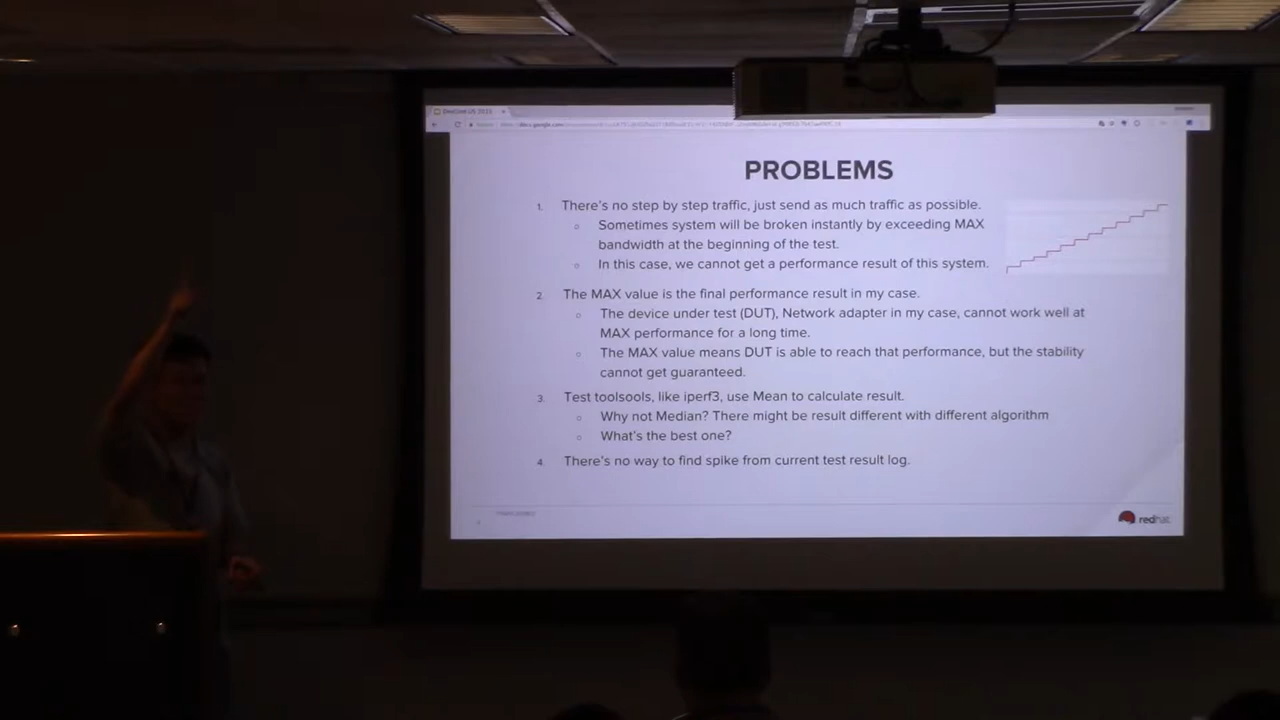 PROBLEMS
1. There's no step by step traffic, just send as much traffic as possible.
○ Sometimes system will be broken instantly by exceeding MAX
bandwidth at the beginning of the test.
○ In this case, we cannot get a performance result of this system.
2. The MAX value is the final performance result in my case.
○ The device under test (DUT), Network adapter in my case, cannot work well at
MAX performance for a long time.
○ The MAX value means DUT is able to reach that performance, but the stability
cannot get guaranteed.
3. Test toolsools, like iperf3, use Mean to calculate result.
○ Why not Median? There might be result different with different algorithm
○ What's the best one?
4. There's no way to find spike from current test result log.
redhat